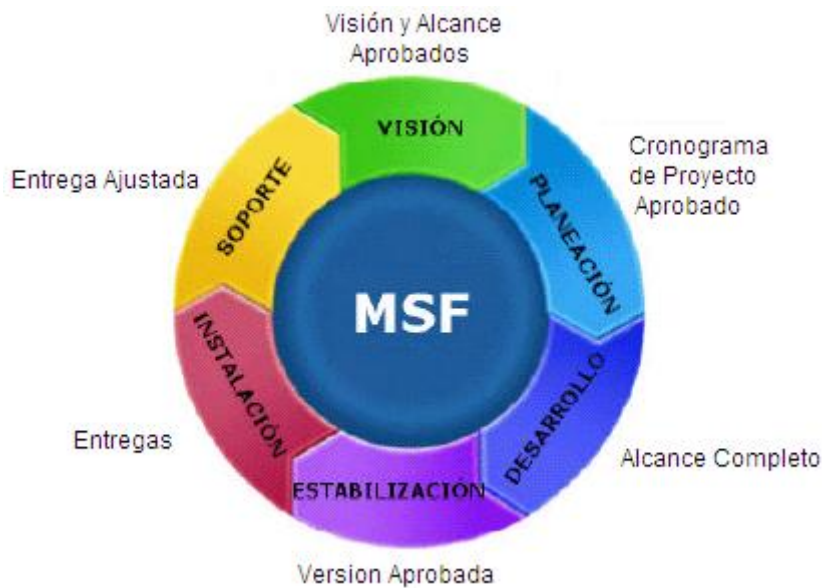 Visión y Alcance
Aprobados
VISIÓN
Cronograma
de Proyecto
Aprobado
PLANEACIÓN
DESARROLLO
Alcance Completo
ESTABILIZACIÓN
Version Aprobada
INSTALACIÓN
Entregas
SOPORTE
Entrega Ajustada
MSF